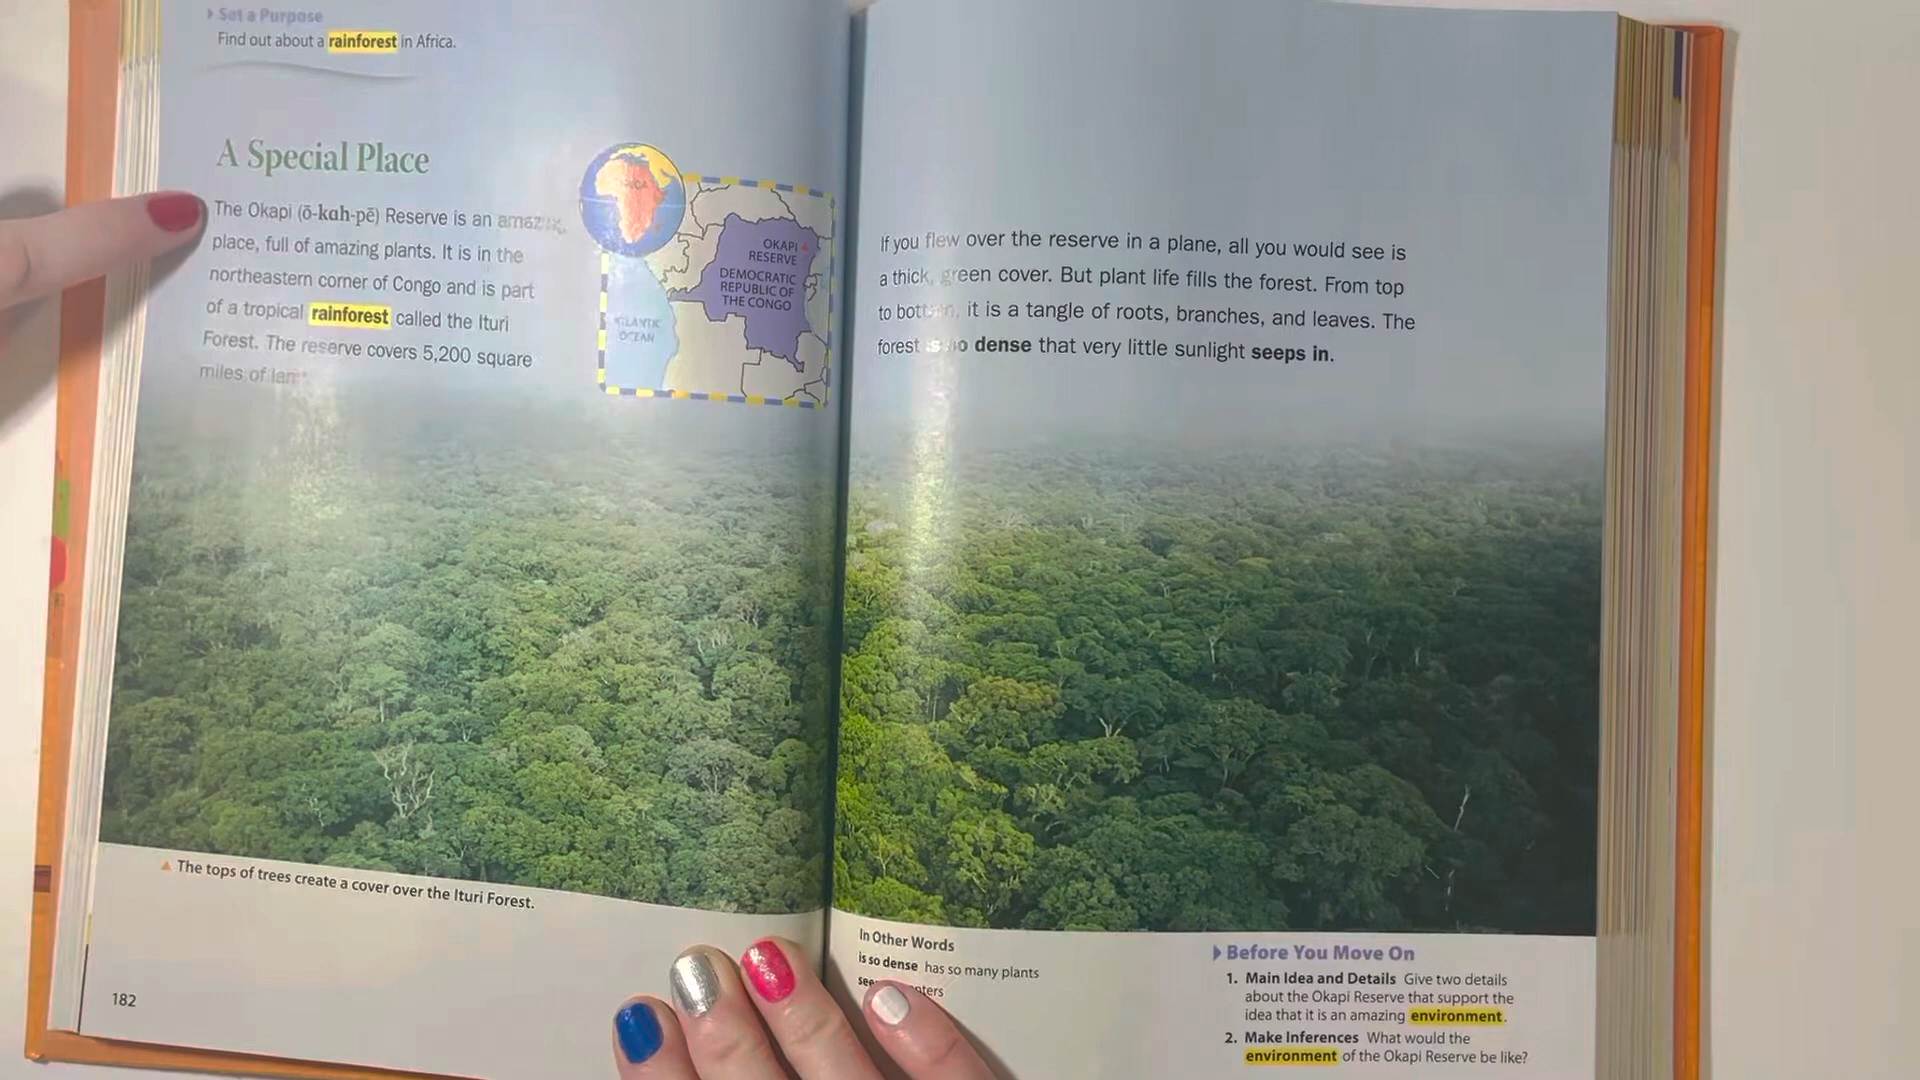 Set a Purpose
Find out about a rainforest in Africa.
A Special Place
The Okapi (ō-kah-pē) Reserve is an amazing
place, full of amazing plants. It is in the
northeastern corner of Congo and is part
of a tropical rainforest called the Ituri
Forest. The reserve covers 5,200 square
miles of land.
AFRICA
OKAPI
RESERVE
DEMOCRATIC
REPUBLIC OF
THE CONGO
ATLANTIC
OCEAN
The tops of trees create a cover over the Ituri Forest.
182
If you flew over the reserve in a plane, all you would see is
a thick, green cover. But plant life fills the forest. From top
to bottom, it is a tangle of roots, branches, and leaves. The
forest is so dense that very little sunlight seeps in.
In Other Words
is so dense has so many plants
Before You Move On
1. Main Idea and Details Give two details
about the Okapi Reserve that support the
idea that it is an amazing environment.
2. Make Inferences What would the
environment of the Okapi Reserve be like?